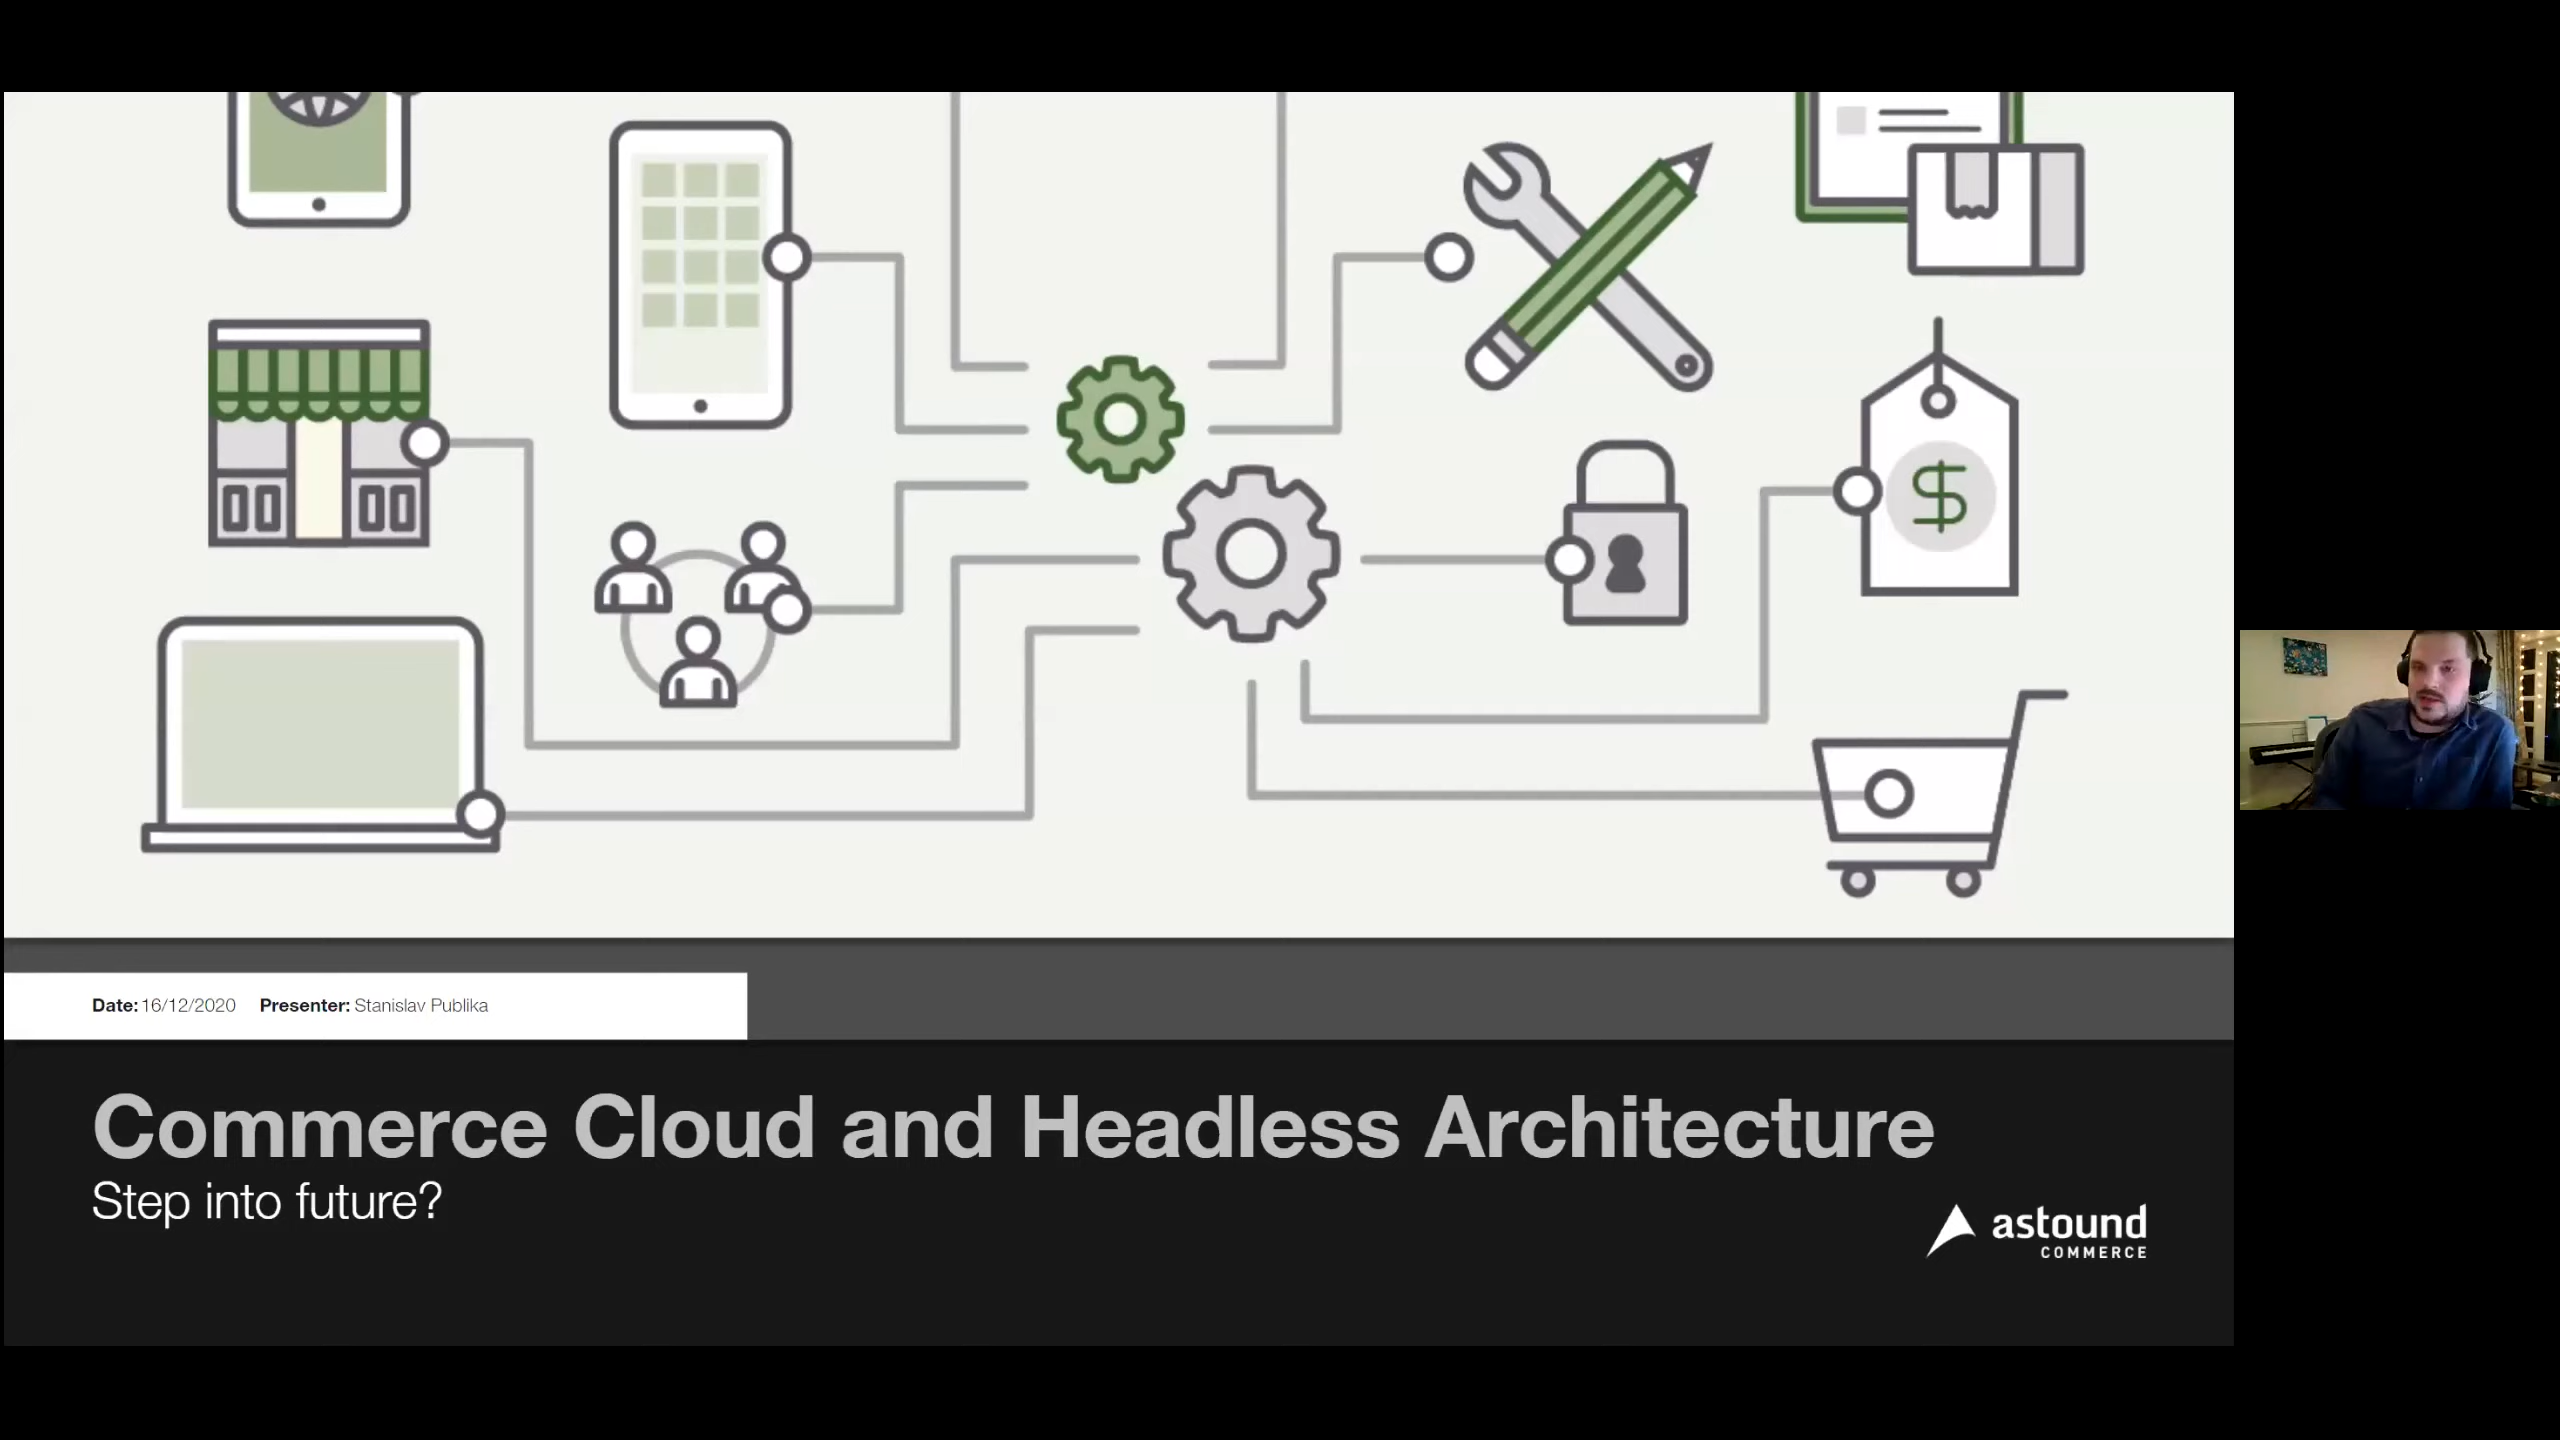 $
Date: 16/12/2020 Presenter: Stanislav Publika
Commerce Cloud and Headless Architecture
Step into future?
astound
COMMERCE